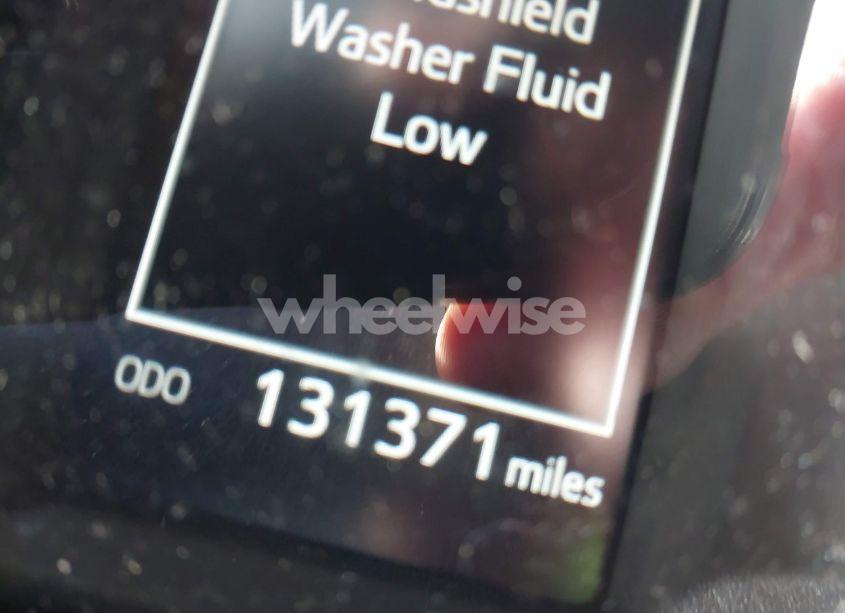 Washer Fluid
Low
wheelwise
ODO 131371 miles